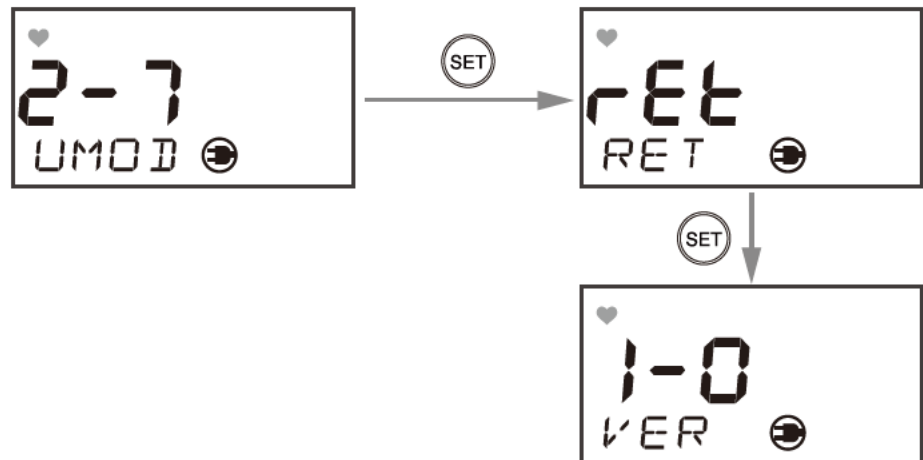 2-7
UMOD
SET
rEt
RET
SET
1-0
VER